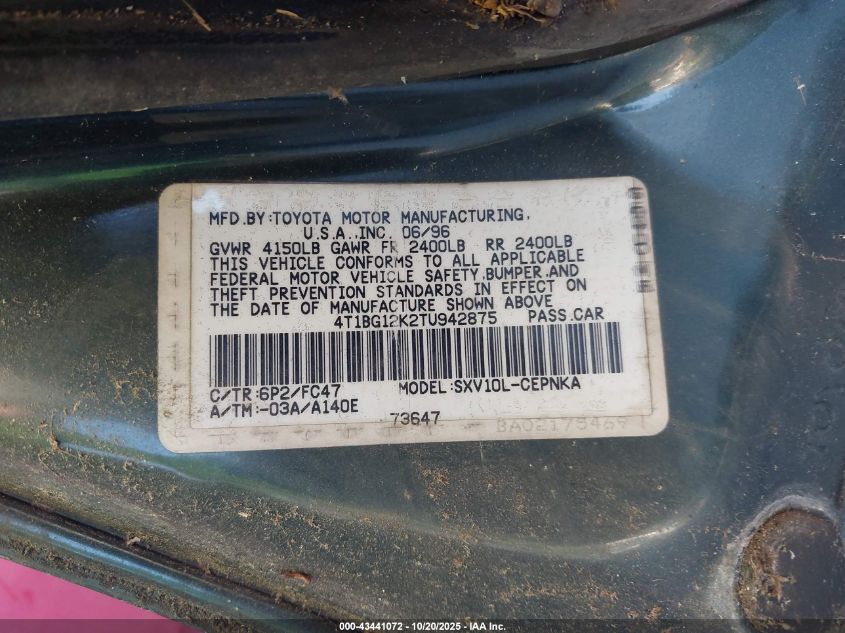 MFD.BY:TOYOTA MOTOR MANUFACTURING,
U.S.A.,INC. 06/96
GVWR 4150LB GAWR FR 2400LB RR 2400LB
THIS VEHICLE CONFORMS TO ALL APPLICABLE
FEDERAL MOTOR VEHICLE SAFETY,BUMPER,AND
THEFT PREVENTION STANDARDS IN EFFECT ON
THE DATE OF MANUFACTURE SHOWN ABOVE
4T1BG12K2TU942875 PASS.CAR
C/TR:6P2/FC47 MODEL:SXV10L-CEPNKA
A/TM:-03A/A140E
73647
000-43441072 - 10/20/2025 - IAA Inc.